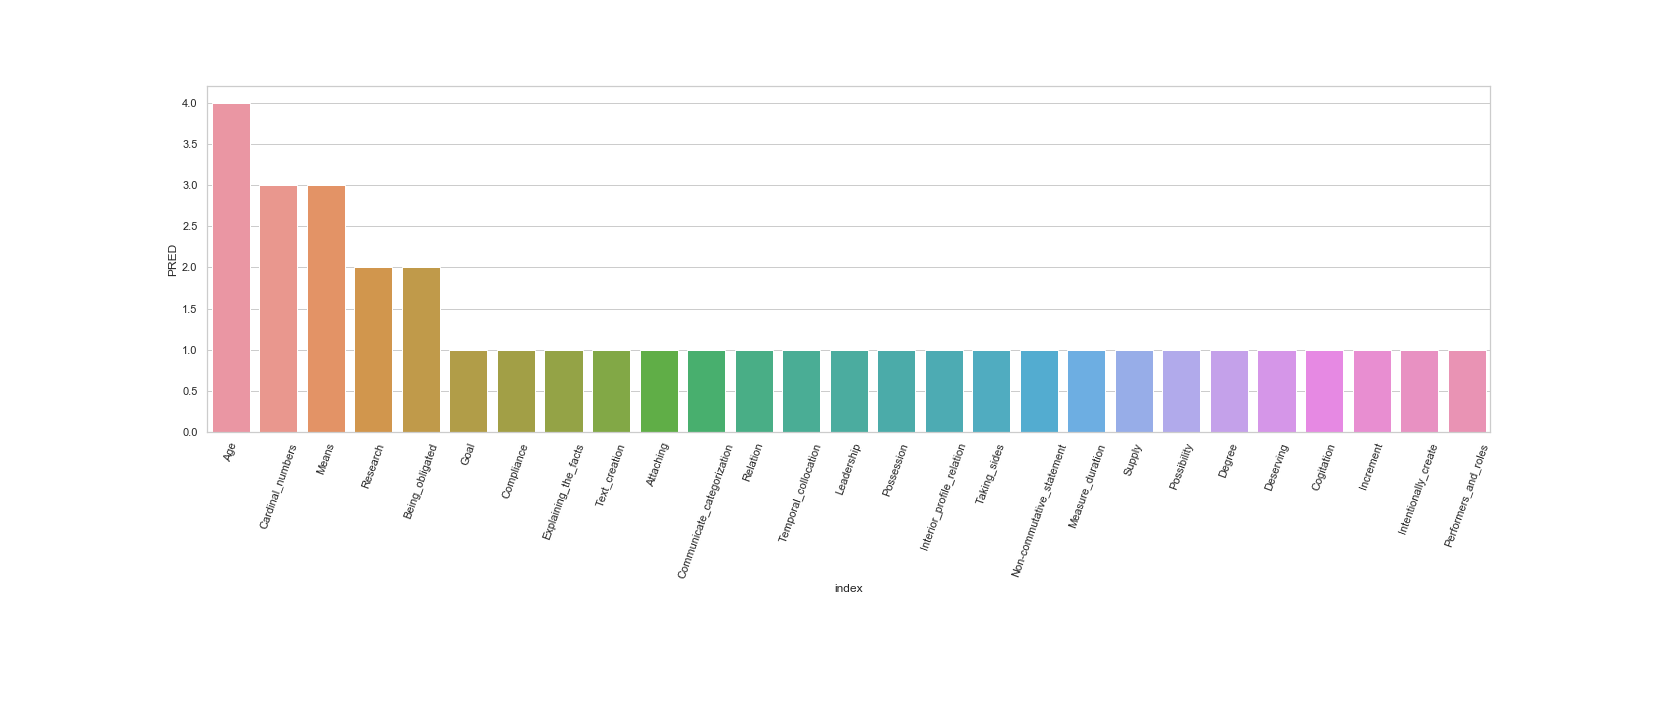 4.0
3.5
3.0
2.5
2.0
1.5
1.0
0.5
0.0
PRED
Age
Cardinal_numbers
Means
Research
Being_obligated
Goal
Compliance
Explaining_the_facts
Text_creation
Attaching
Communicate_categorization
Relation
Temporal_collocation
Leadership
Possession
Interior_profile_relation
Taking_sides
Non-commutative_statement
Measure_duration
Supply
Possibility
Degree
Deserving
Cogitation
Increment
Intentionally_create
Performers_and_roles
index